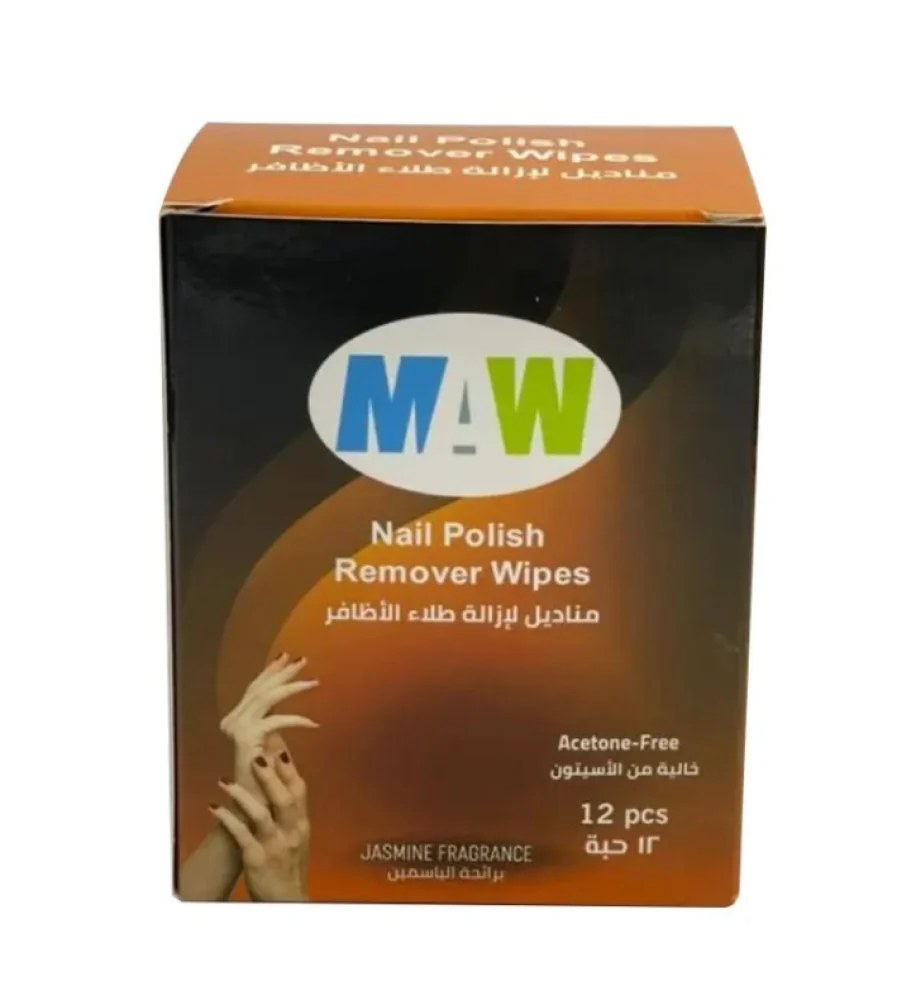 Nail Polish
Remover Wipes
مناديل لإزالة طلاء الأظافر
MAW
Nail Polish
Remover Wipes
مناديل لإزالة طلاء الأظافر
Acetone-Free
خالية من الأسيتون
12 pcs
١٢ حبة
JASMINE FRAGRANCE
برائحة الياسمين